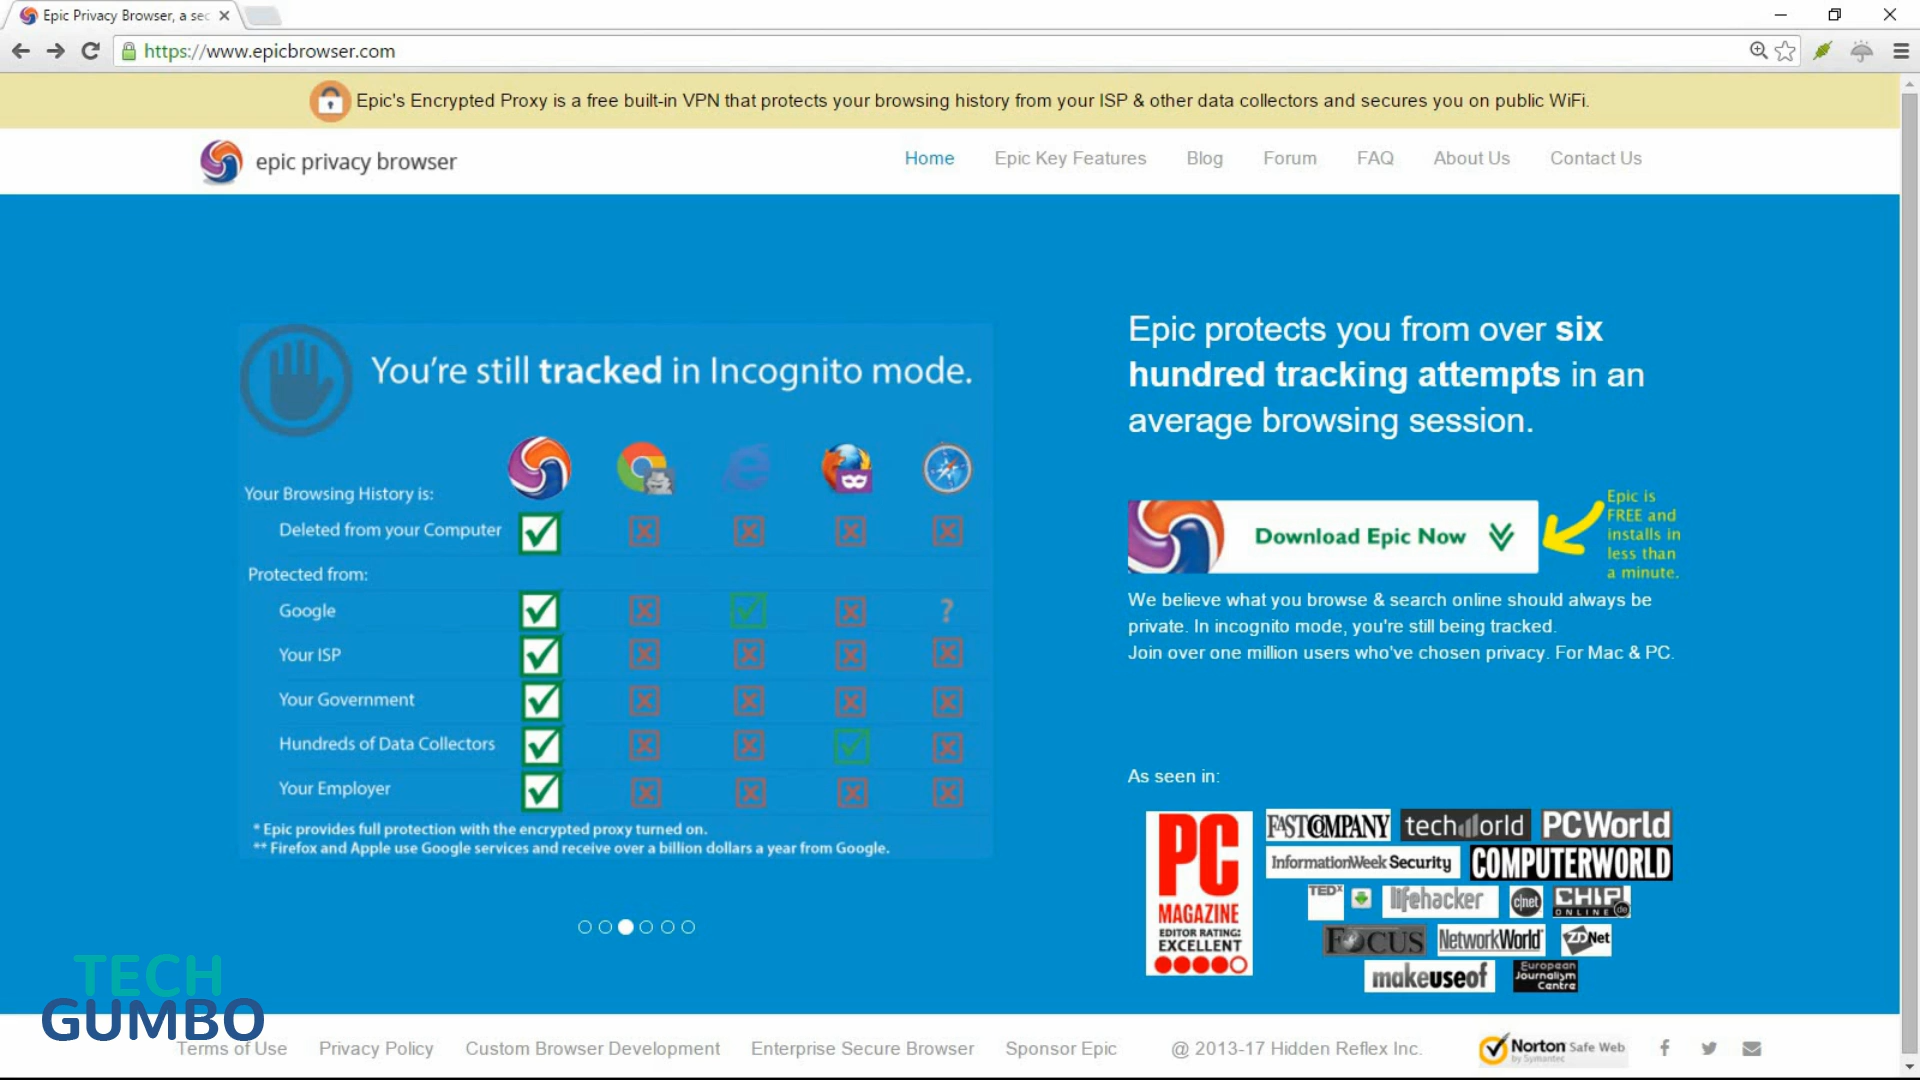 Epic Privacy Browser, a sec
https://www.epicbrowser.com
Epic's Encrypted Proxy is a free built-in VPN that protects your browsing history from your ISP & other data collectors and secures you on public WiFi.
epic privacy browser
Home Epic Key Features Blog Forum FAQ About Us Contact Us
You're still tracked in Incognito mode.
Your Browsing History is:
Deleted from your Computer
Protected from:
Google ?
Your ISP
Your Government
Hundreds of Data Collectors
Your Employer
* Epic provides full protection with the encrypted proxy turned on.
** Firefox and Apple use Google services and receive over a billion dollars a year from Google.
Epic protects you from over six
hundred tracking attempts in an
average browsing session.
Download Epic Now
Epic is
FREE and
installs in
less than
a minute.
We believe what you browse & search online should always be
private. In incognito mode, you're still being tracked.
Join over one million users who've chosen privacy. For Mac & PC.
As seen in:
PC
MAGAZINE
EDITOR RATING:
EXCELLENT
FAST COMPANY techworld PCWorld
InformationWeek Security COMPUTERWORLD
TEDx lifehacker c|net CHIP
ONLINE de
FOCUS NetworkWorld ZDNet
makeuseof European
Journalism
Centre
TECH
GUMBO
Terms of Use Privacy Policy Custom Browser Development Enterprise Secure Browser Sponsor Epic @ 2013-17 Hidden Reflex Inc. Norton Safe Web
by Symantec